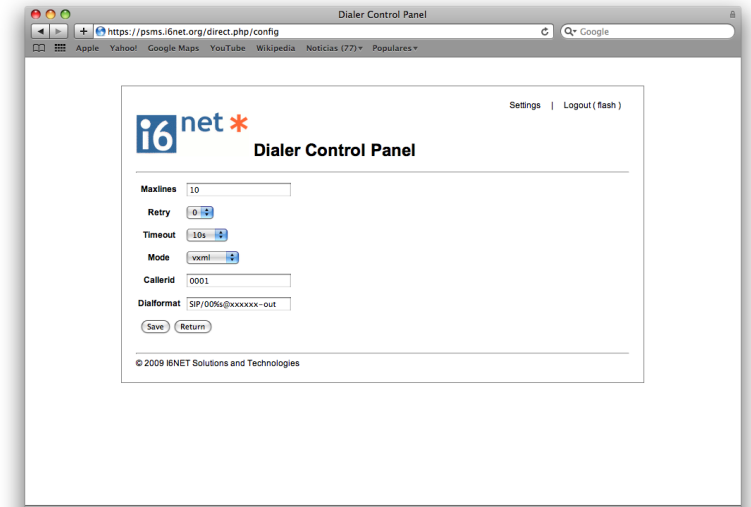 Dialer Control Panel
https://psms.i6net.org/direct.php/config
Google
Apple Yahoo! Google Maps YouTube Wikipedia Noticias (77) Populares
Settings | Logout ( flash )
i6 net *
Dialer Control Panel
Maxlines 10
Retry 0
Timeout 10s
Mode vxml
Callerid 0001
Dialformat SIP/00%s@xxxxxx-out
Save Return
© 2009 I6NET Solutions and Technologies